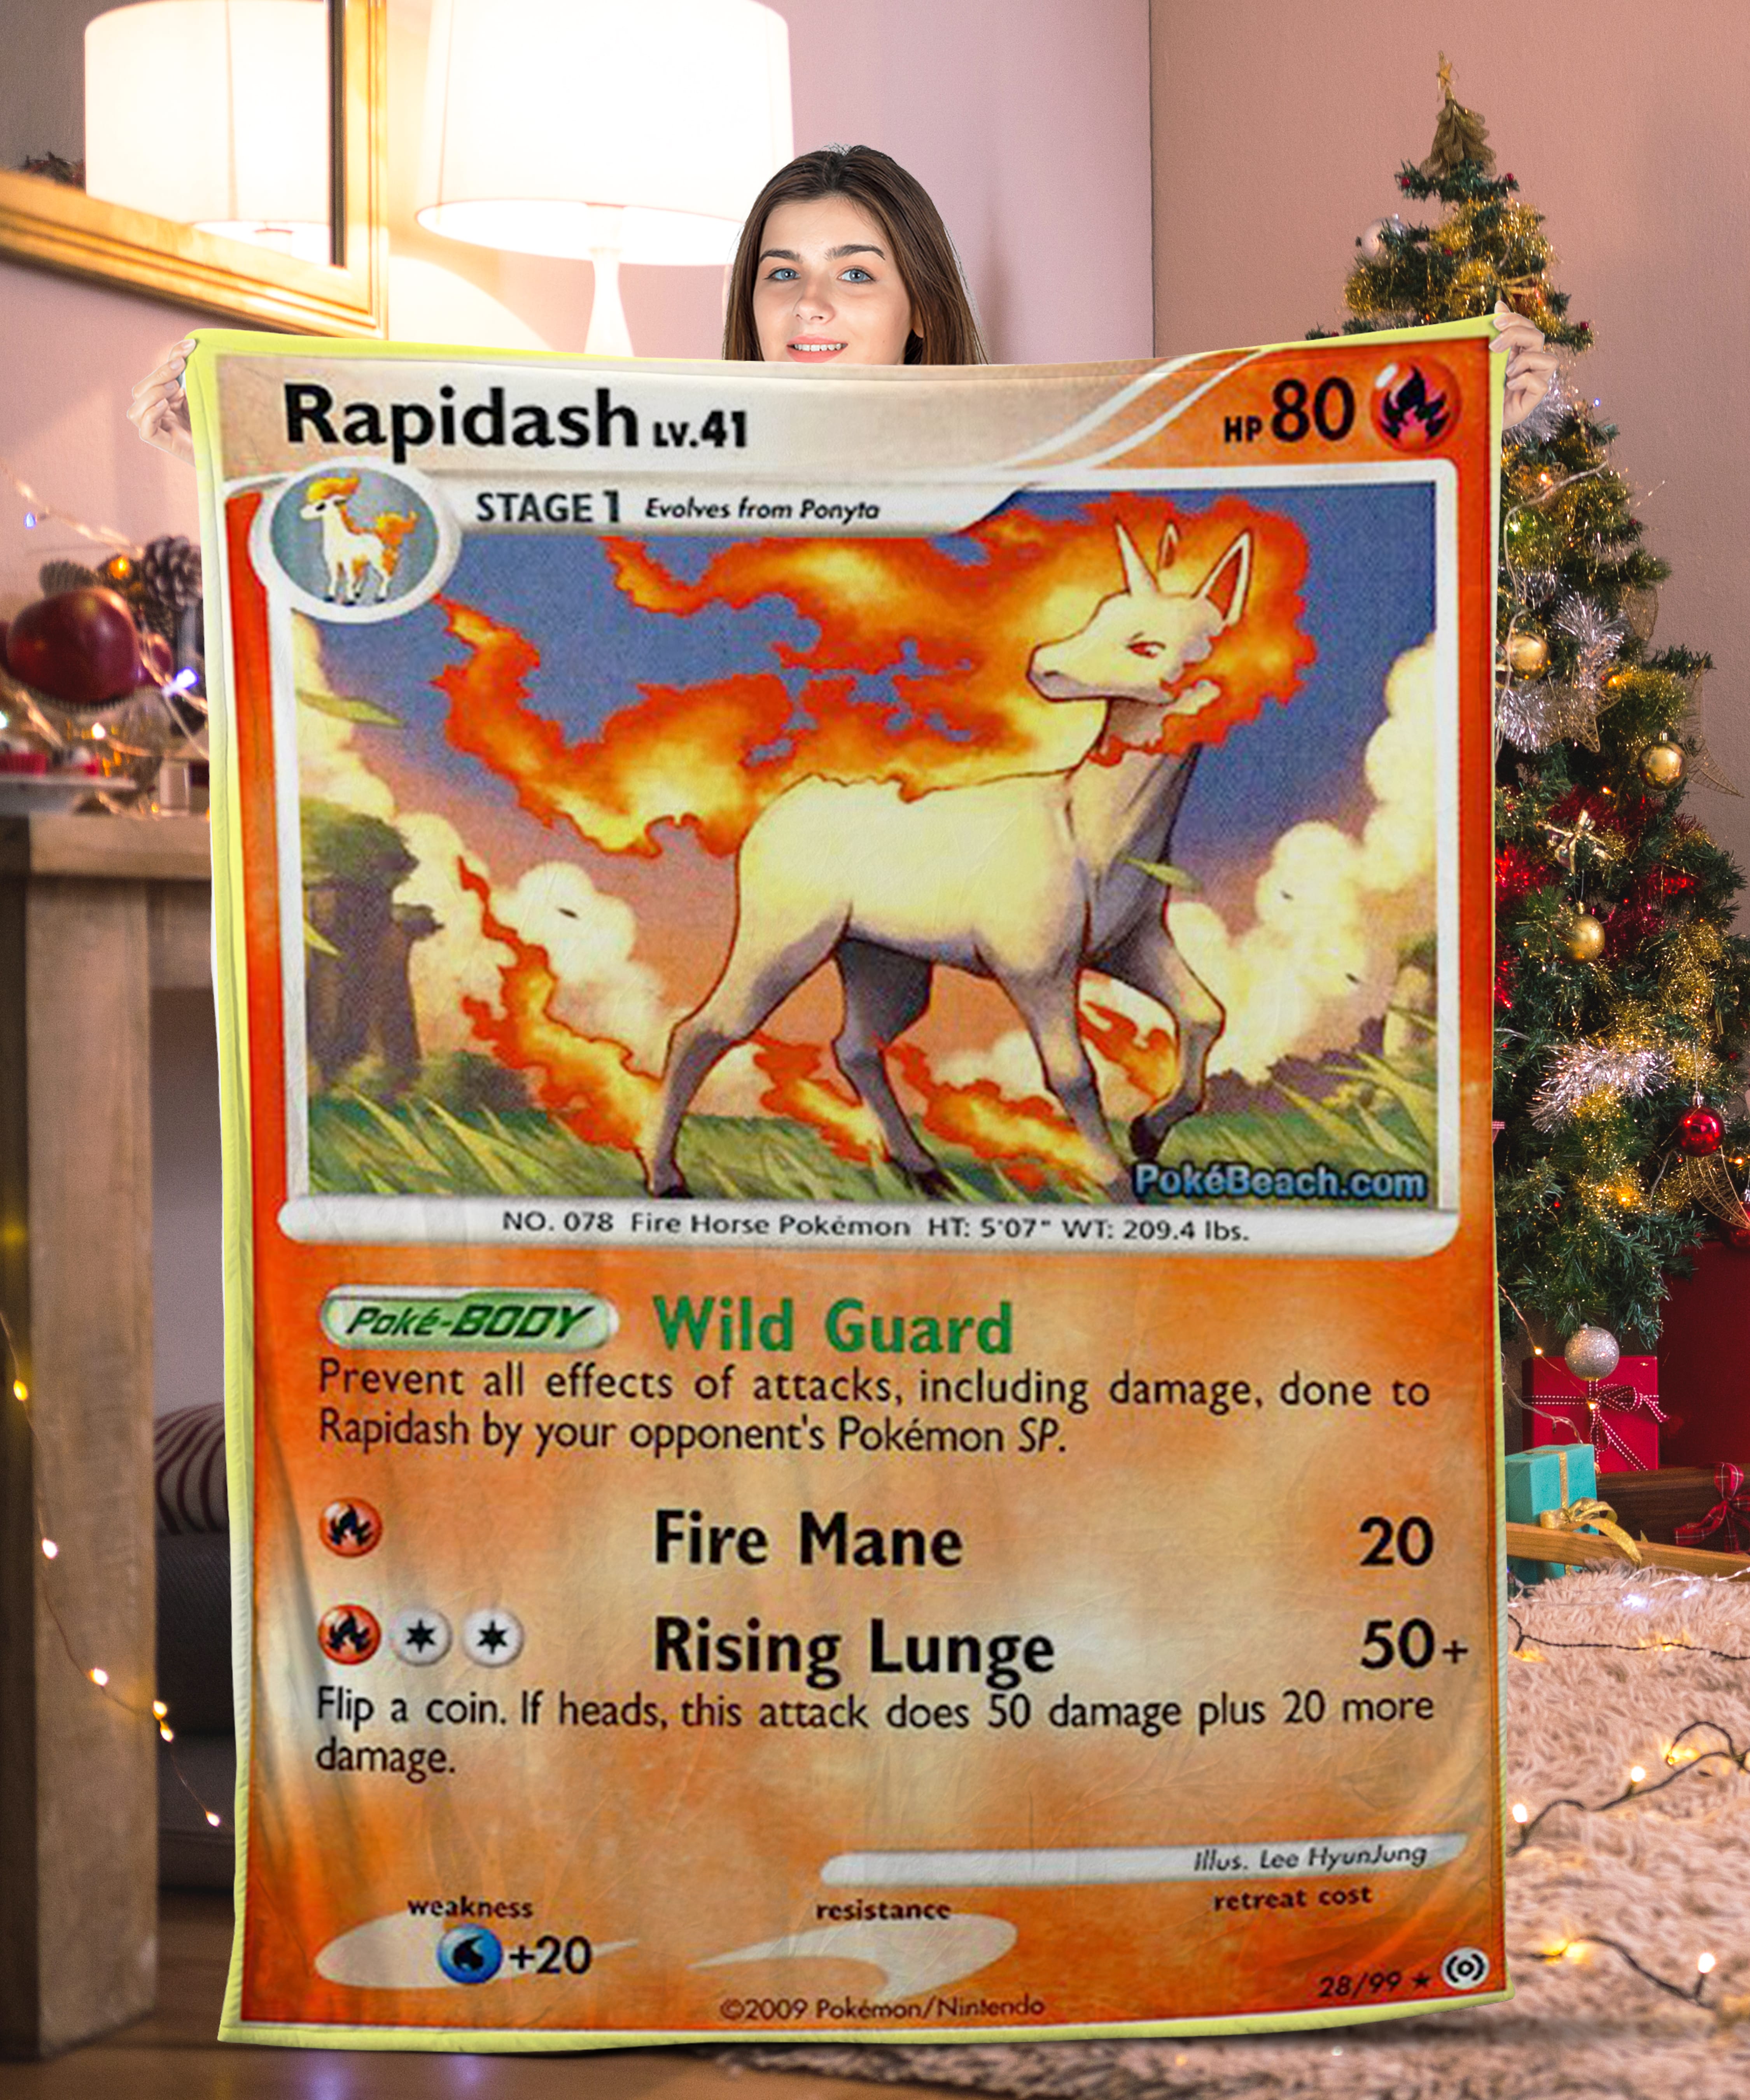 Rapidash LV.41
HP 80
STAGE 1 Evolves from Ponyta
PokéBeach.com
NO. 078 Fire Horse Pokémon HT: 5'07" WT: 209.4 lbs.
Poké-BODY Wild Guard
Prevent all effects of attacks, including damage, done to
Rapidash by your opponent's Pokémon SP.
Fire Mane 20
Rising Lunge 50+
Flip a coin. If heads, this attack does 50 damage plus 20 more
damage.
Illus. Lee HyunJung
weakness resistance retreat cost
+20
28/99
©2009 Pokémon/Nintendo